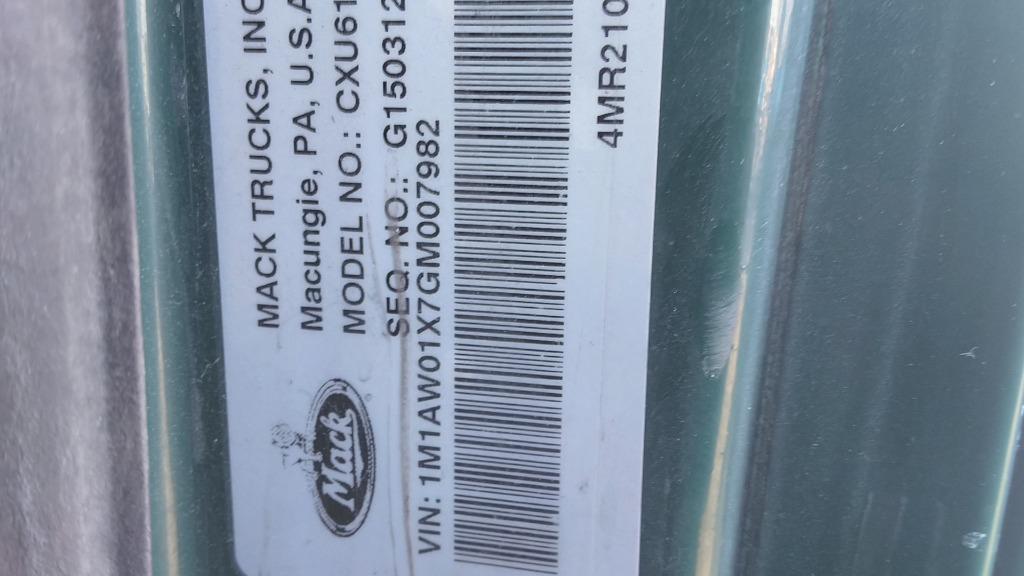 MACK TRUCKS, INC
Macungie, PA, U.S.A
MODEL NO.: CXU61
SEQ. NO.: G150312
Mack
VIN: 1M1AW01X7GM007982
4MR210